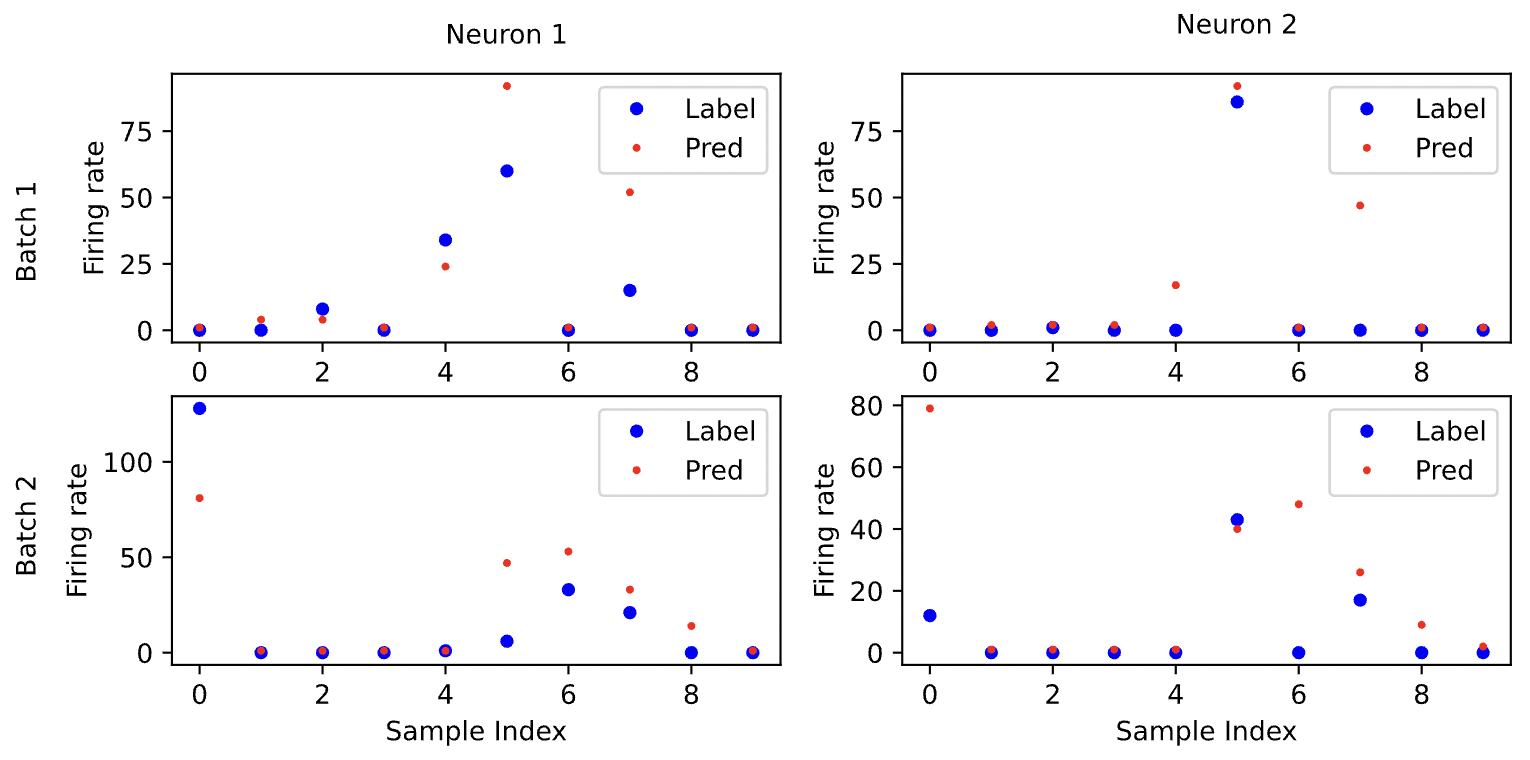 Neuron 1
Neuron 2
Batch 1
Firing rate
75
50
25
0
Label
Pred
0 2 4 6 8
Firing rate
75
50
25
0
Label
Pred
0 2 4 6 8
Batch 2
Firing rate
100
50
0
Label
Pred
0 2 4 6 8
Sample Index
Firing rate
80
60
40
20
0
Label
Pred
0 2 4 6 8
Sample Index